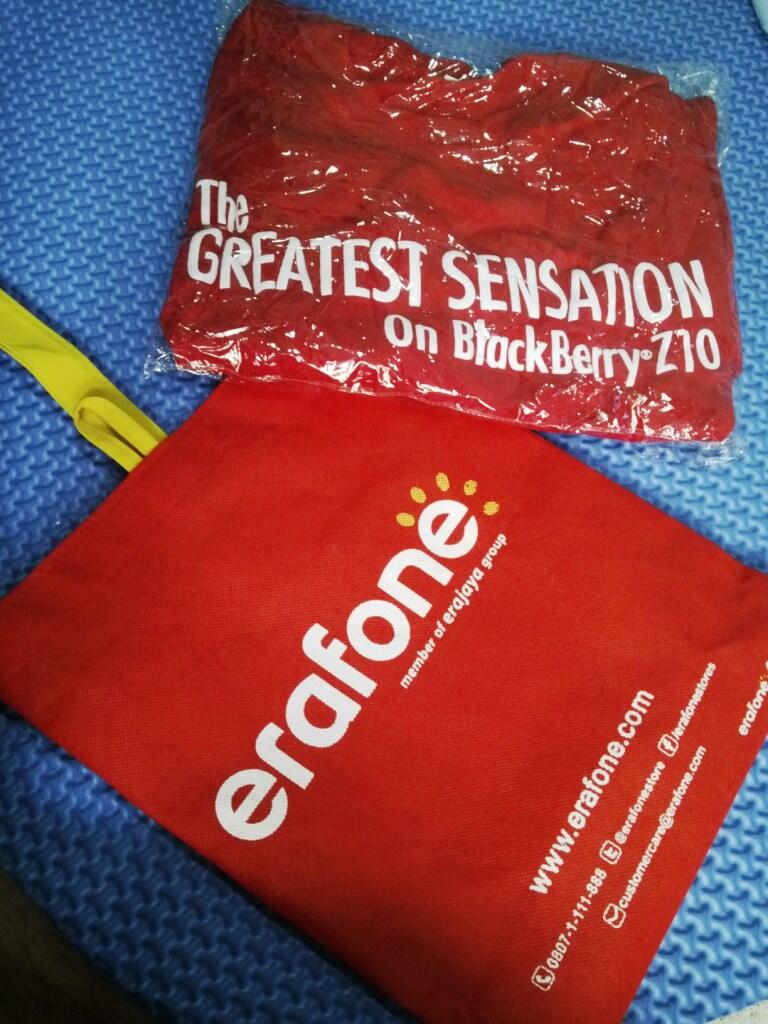 The
GREATEST SENSATION
on BlackBerry® Z10
erafone
member of erajaya group
www.erafone.com
@erafonestore /erafonestores
0807-1-111-888 customercare@erafone.com
erafone